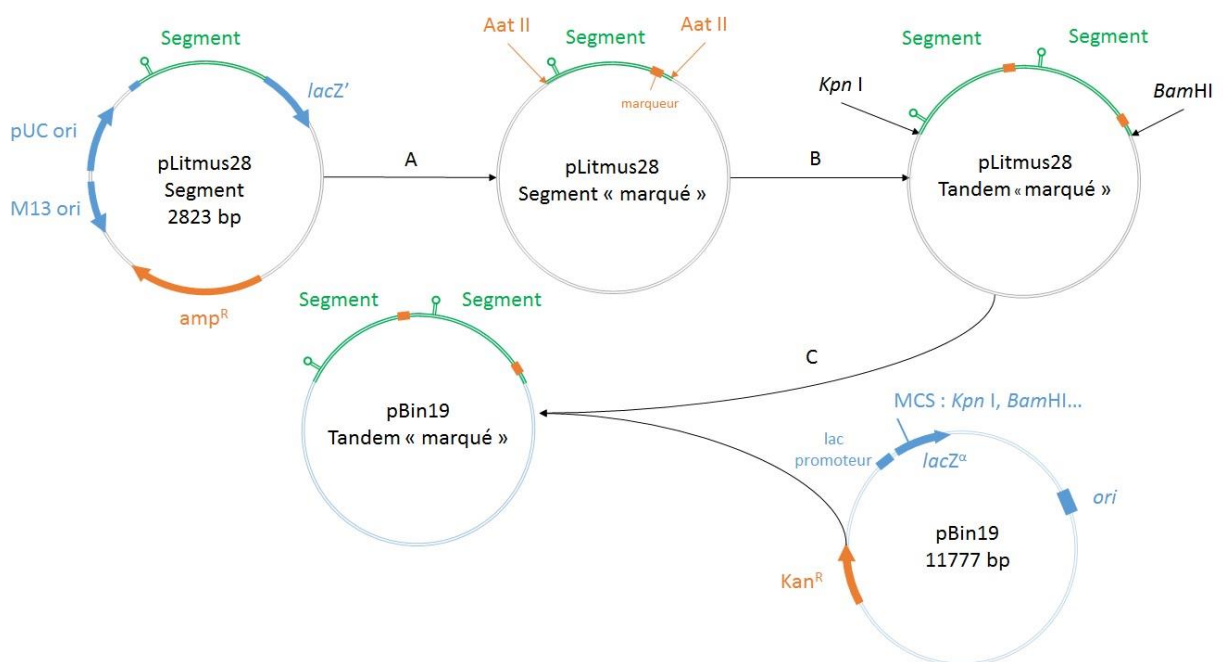 Segment
lacZ'
pUC ori
M13 ori
pLitmus28
Segment
2823 bp
amp^R
A
Aat II
Aat II
Segment
marqueur
pLitmus28
Segment « marqué »
B
Segment
Segment
Kpn I
BamHI
pLitmus28
Tandem « marqué »
C
Segment
Segment
pBin19
Tandem « marqué »
MCS : Kpn I, BamHI...
lac
promoteur
lacZ^α
ori
pBin19
11777 bp
Kan^R